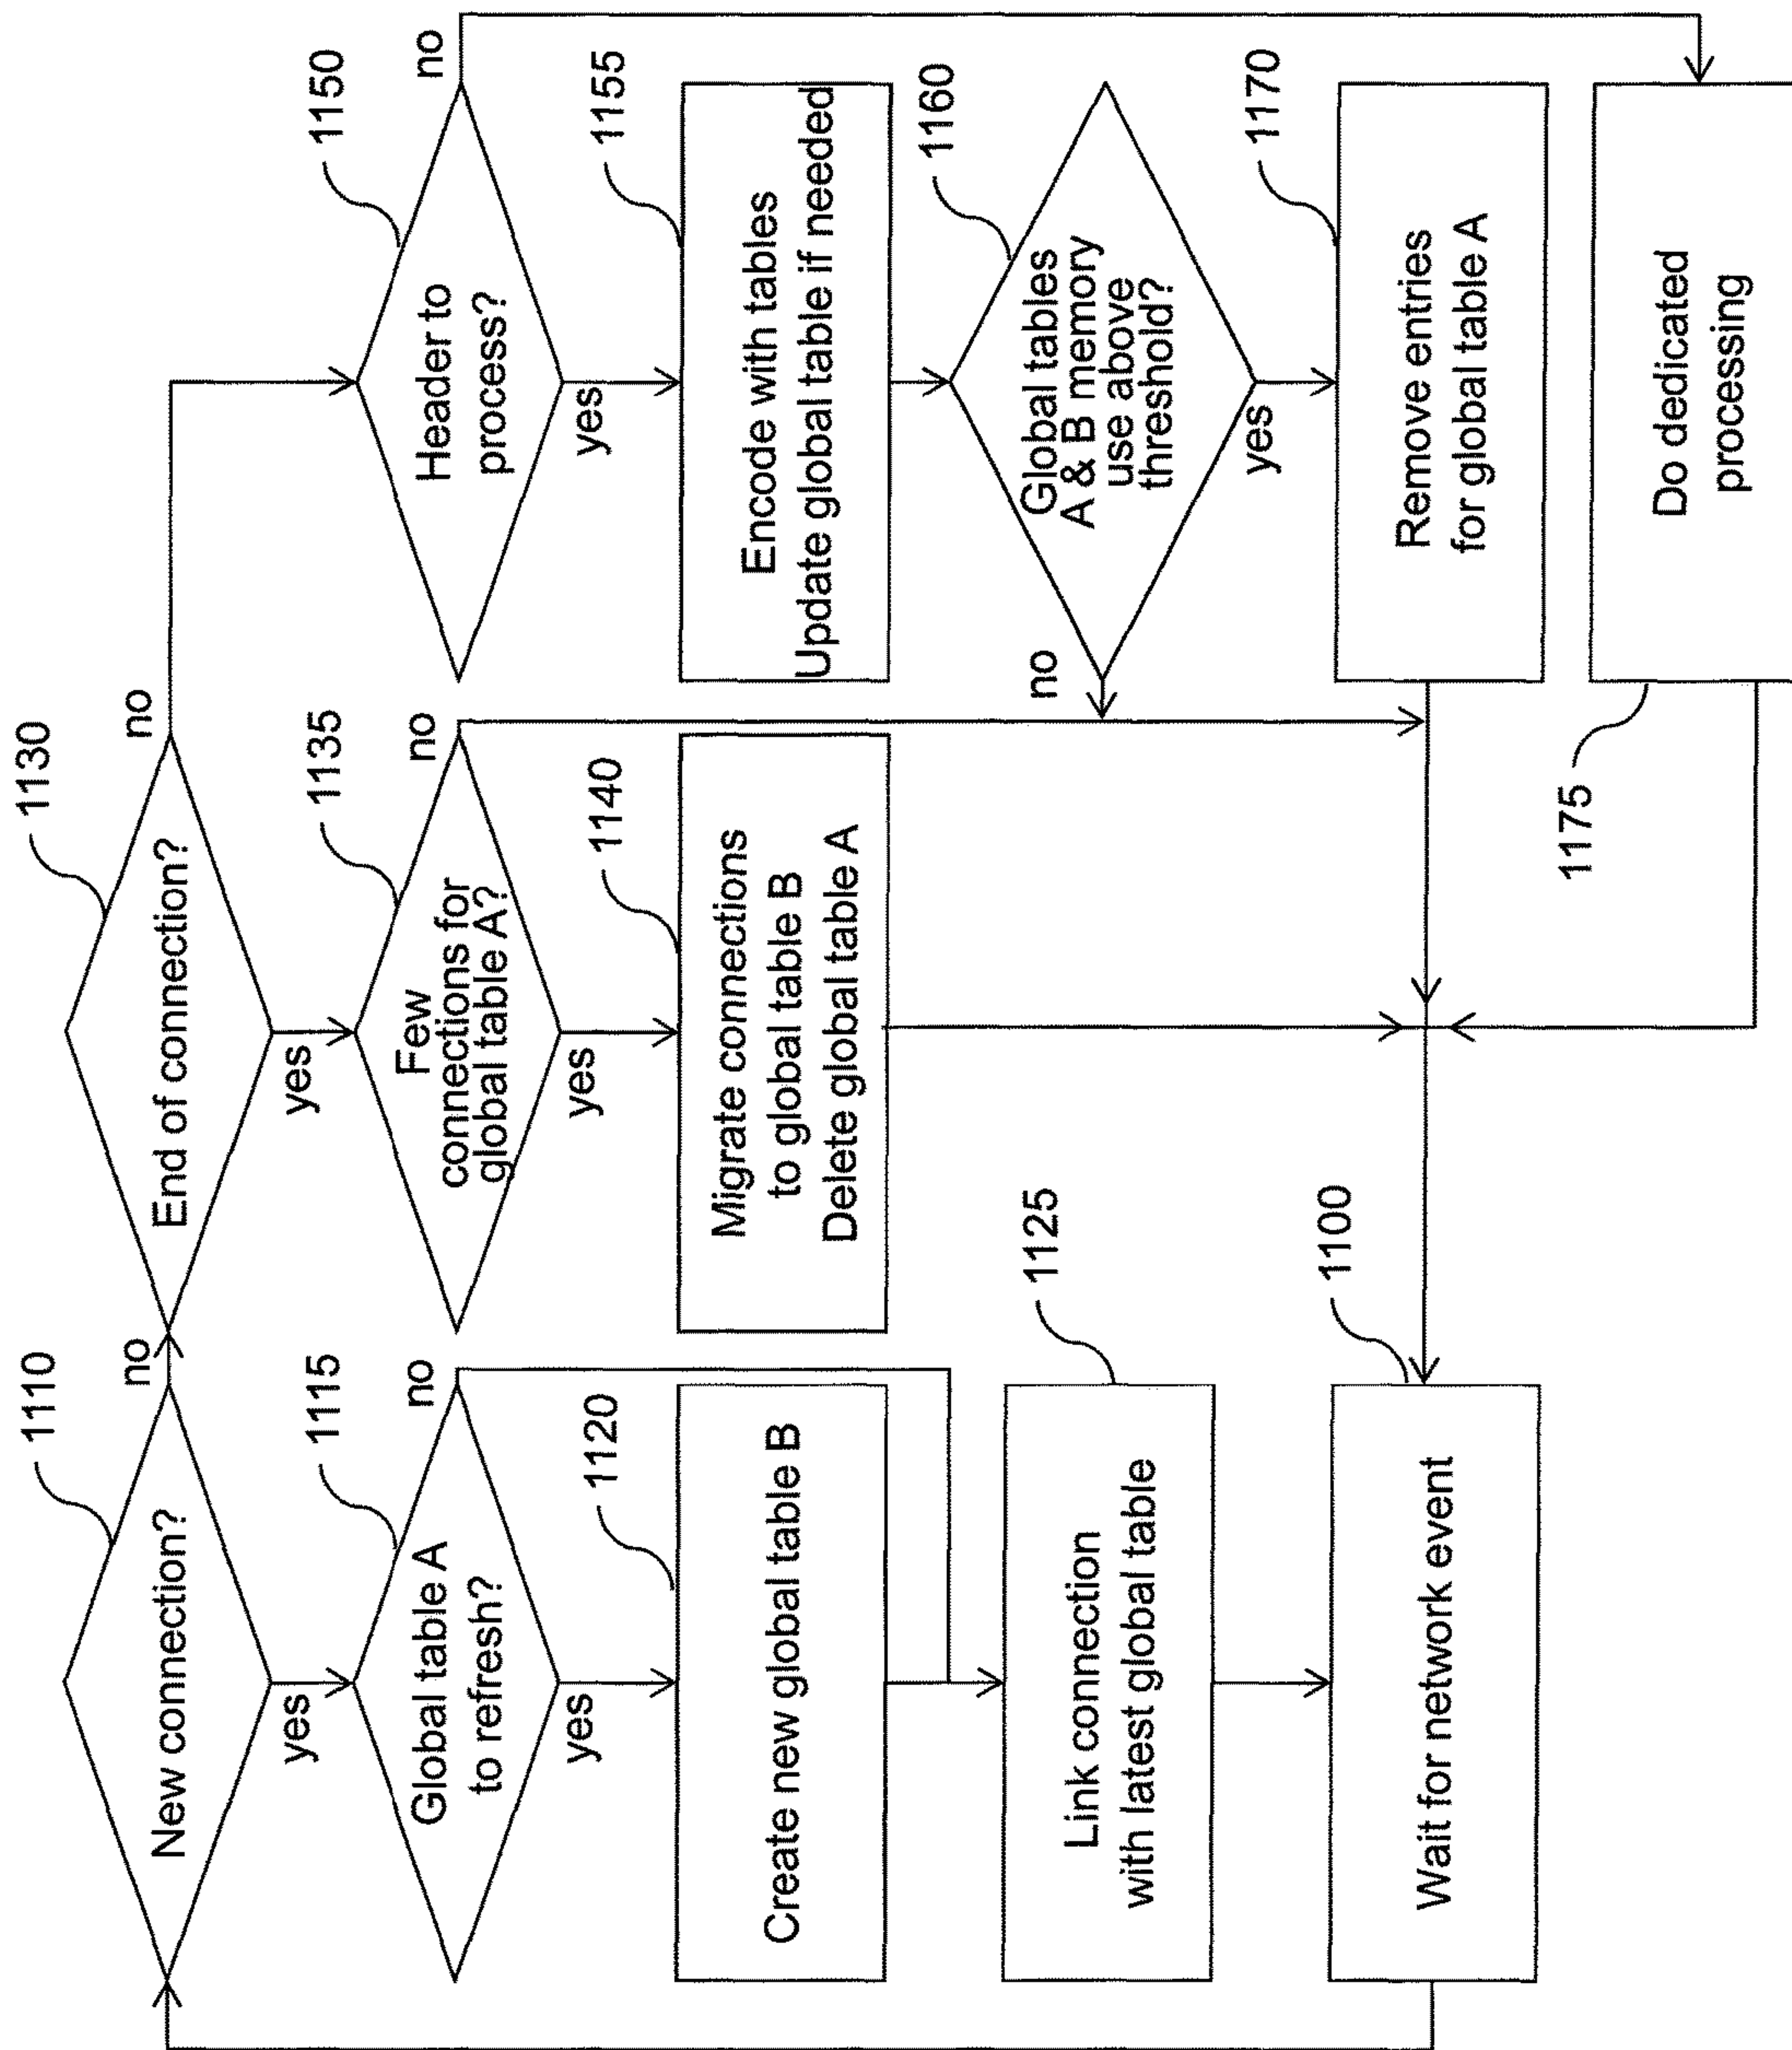 1110
New connection?
no
yes
1115
Global table A
to refresh?
no
yes
1120
Create new global table B
1125
Link connection
with latest global table
1100
Wait for network event
1130
End of connection?
no
yes
1135
Few
connections for
global table A?
no
yes
1140
Migrate connections
to global table B
Delete global table A
1150
Header to
process?
no
yes
1155
Encode with tables
Update global table if needed
1160
Global tables
A & B memory
use above
threshold?
no
yes
1170
Remove entries
for global table A
1175
Do dedicated
processing